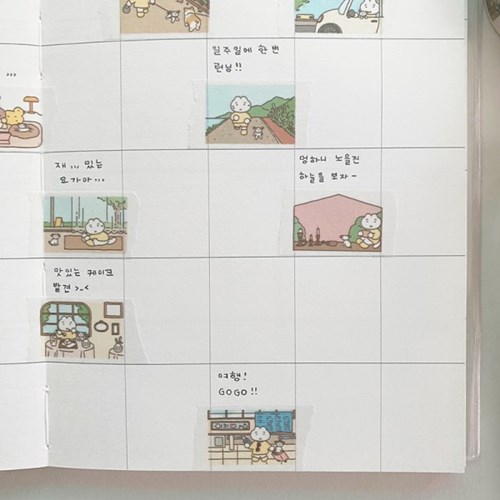 일주일에 한 번
런닝!!
...
재... 있는
요가아...
멍하니 노을진
하늘을 보자~
맛있는 케이크
발견 >_<
여행!
GOGO!!